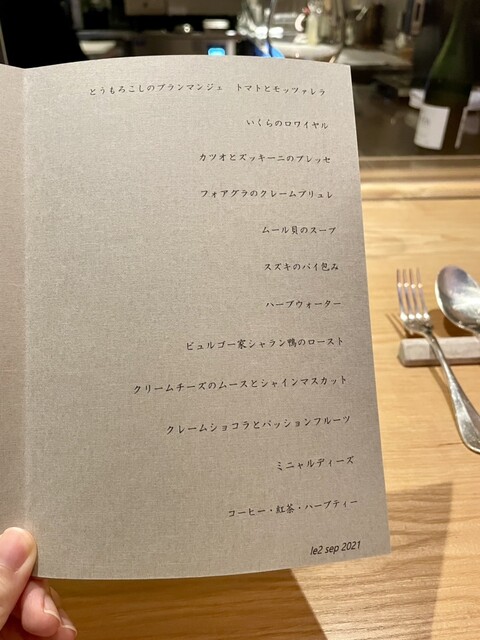 とうもろこしのブランマンジェ　トマトとモッツァレラ
いくらのロワイヤル
カツオとズッキーニのプレッセ
フォアグラのクレームブリュレ
ムール貝のスープ
スズキのパイ包み
ハーブウォーター
ビュルゴー家シャラン鴨のロースト
クリームチーズのムースとシャインマスカット
クレームショコラとパッションフルーツ
ミニャルディーズ
コーヒー・紅茶・ハーブティー
le2 sep 2021